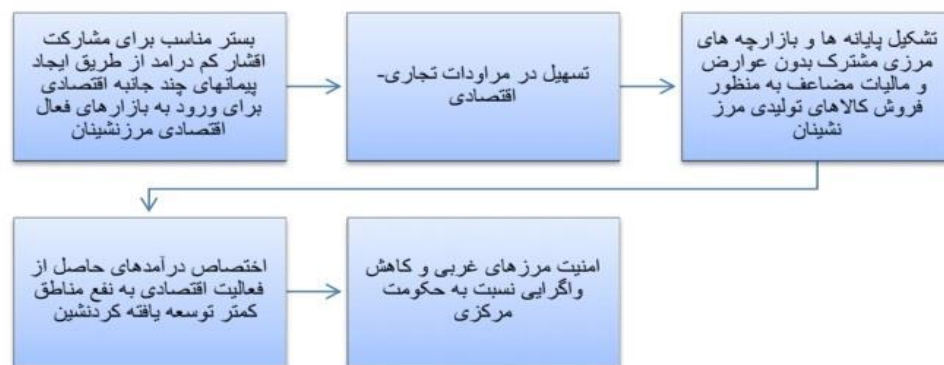 بستر مناسب برای مشارکت
اقشار کم درامد از طریق ایجاد
پیمانهای چند جانبه اقتصادی
برای ورود به بازارهای فعال
اقتصادی مرزنشینان
تسهیل در مراودات تجاری-
اقتصادی
تشکیل پایانه ها و بازارچه های
مرزی مشترک بدون عوارض
و مالیات مضاعف به منظور
فروش کالاهای تولیدی مرز
نشینان
اختصاص درآمدهای حاصل از
فعالیت اقتصادی به نفع مناطق
کمتر توسعه یافته کردنشین
امنیت مرزهای غربی و کاهش
واگرایی نسبت به حکومت
مرکزی